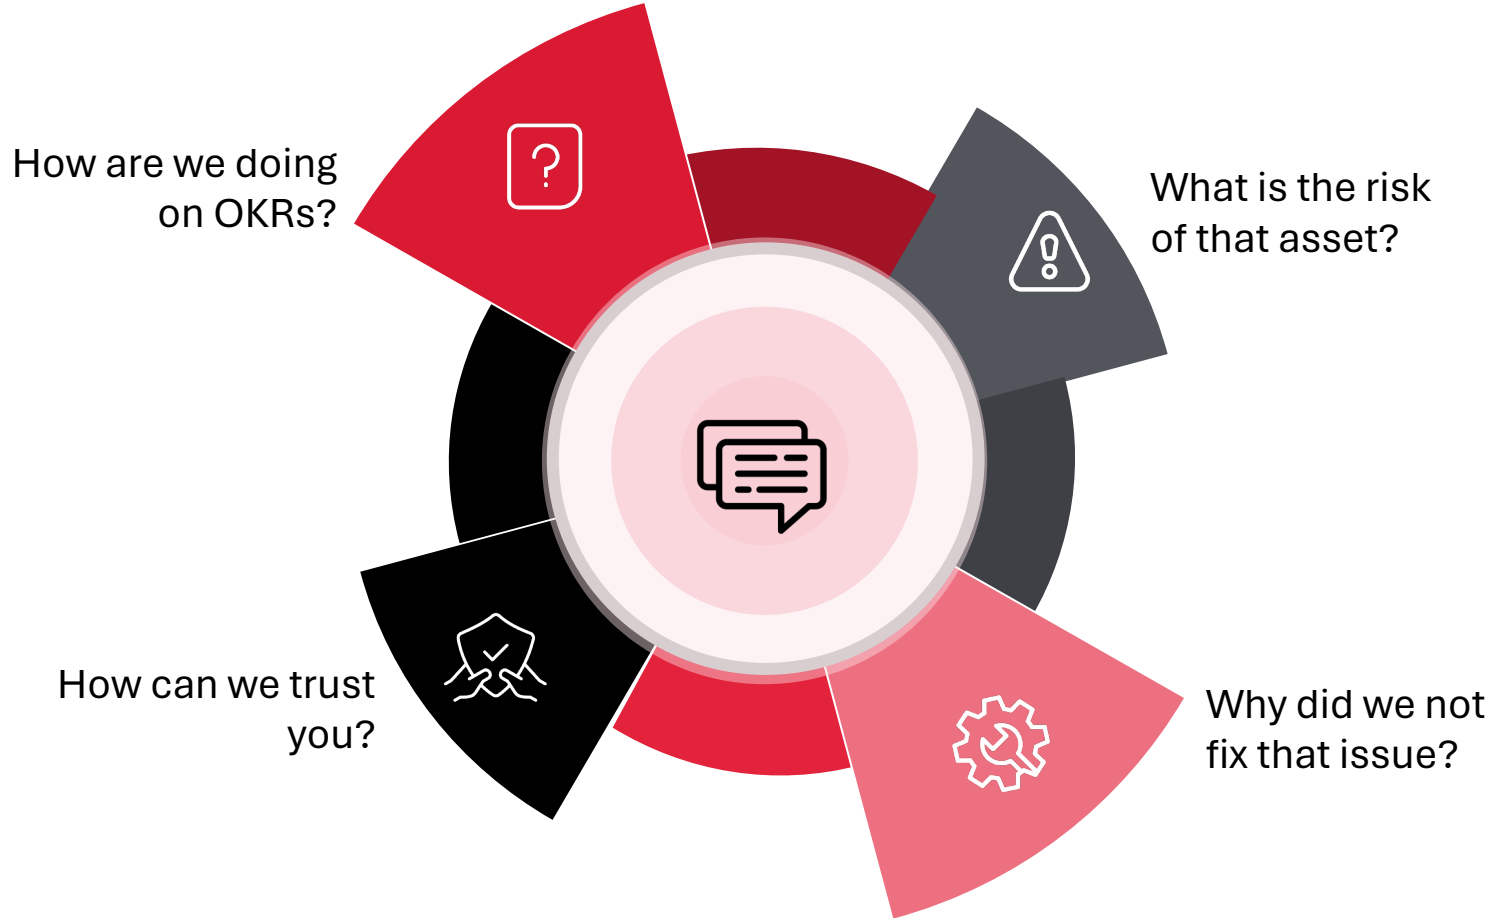 How are we doing
on OKRs?
What is the risk
of that asset?
How can we trust
you?
Why did we not
fix that issue?